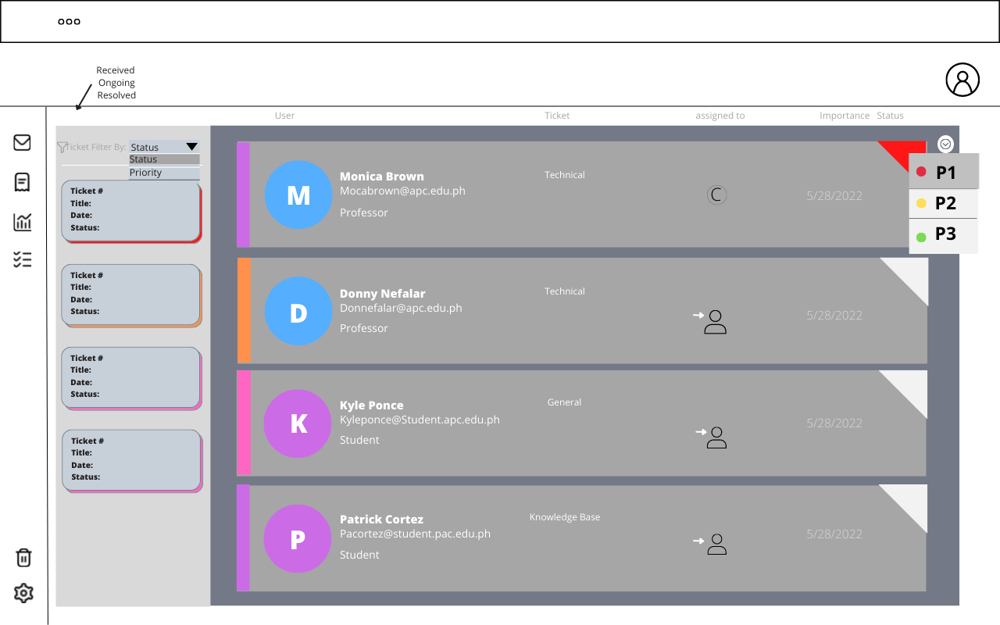 Received
Ongoing
Resolved
User
Ticket
assigned to
Importance
Status
Ticket Filter By:
Status
Status
Priority
Ticket #
Title:
Date:
Status:
Ticket #
Title:
Date:
Status:
Ticket #
Title:
Date:
Status:
Ticket #
Title:
Date:
Status:
M
Monica Brown
Mocabrown@apc.edu.ph
Professor
Technical
C
5/28/2022
P1
P2
P3
D
Donny Nefalar
Donnefalar@apc.edu.ph
Professor
Technical
5/28/2022
K
Kyle Ponce
Kyleponce@Student.apc.edu.ph
Student
General
5/28/2022
P
Patrick Cortez
Pacortez@student.pac.edu.ph
Student
Knowledge Base
5/28/2022